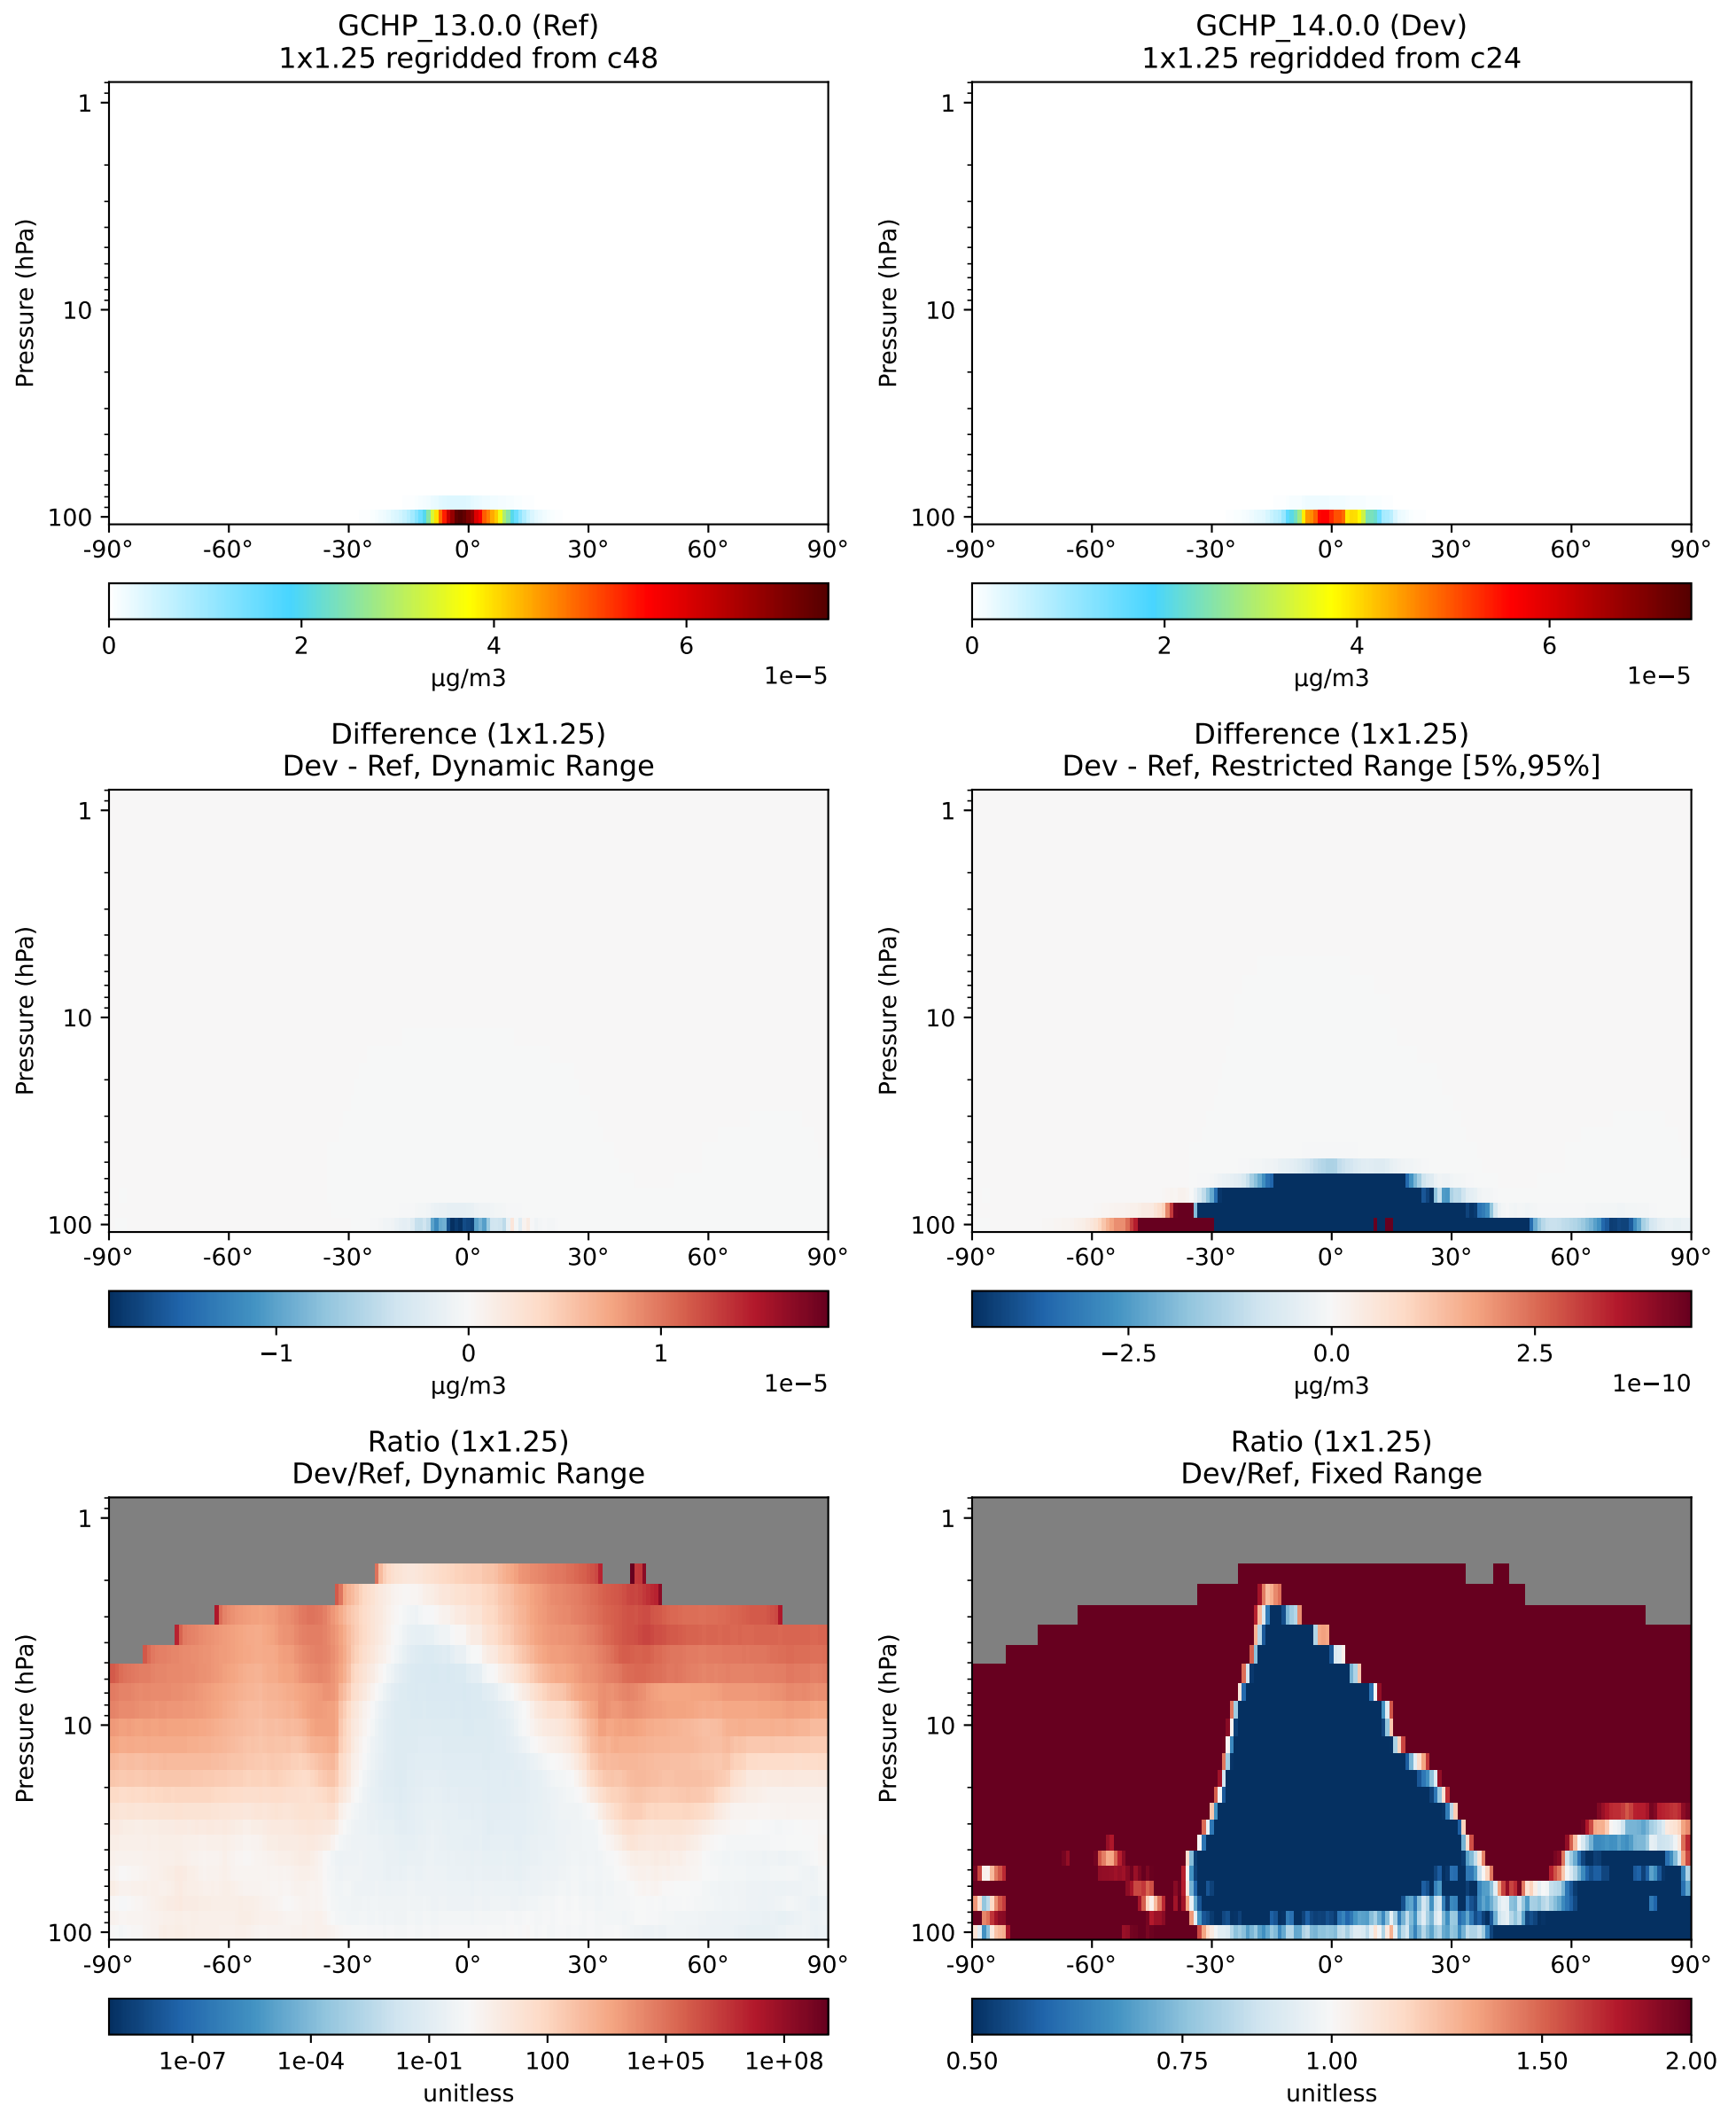 GCHP_13.0.0 (Ref)
1x1.25 regridded from c48
Pressure (hPa)
1
10
100
-90° -60° -30° 0° 30° 60° 90°
0 2 4 6
µg/m3
1e−5
GCHP_14.0.0 (Dev)
1x1.25 regridded from c24
Pressure (hPa)
1
10
100
-90° -60° -30° 0° 30° 60° 90°
0 2 4 6
µg/m3
1e−5
Difference (1x1.25)
Dev - Ref, Dynamic Range
Pressure (hPa)
1
10
100
-90° -60° -30° 0° 30° 60° 90°
−1 0 1
µg/m3
1e−5
Difference (1x1.25)
Dev - Ref, Restricted Range [5%,95%]
Pressure (hPa)
1
10
100
-90° -60° -30° 0° 30° 60° 90°
−2.5 0.0 2.5
µg/m3
1e−10
Ratio (1x1.25)
Dev/Ref, Dynamic Range
Pressure (hPa)
1
10
100
-90° -60° -30° 0° 30° 60° 90°
1e-07 1e-04 1e-01 100 1e+05 1e+08
unitless
Ratio (1x1.25)
Dev/Ref, Fixed Range
Pressure (hPa)
1
10
100
-90° -60° -30° 0° 30° 60° 90°
0.50 0.75 1.00 1.50 2.00
unitless